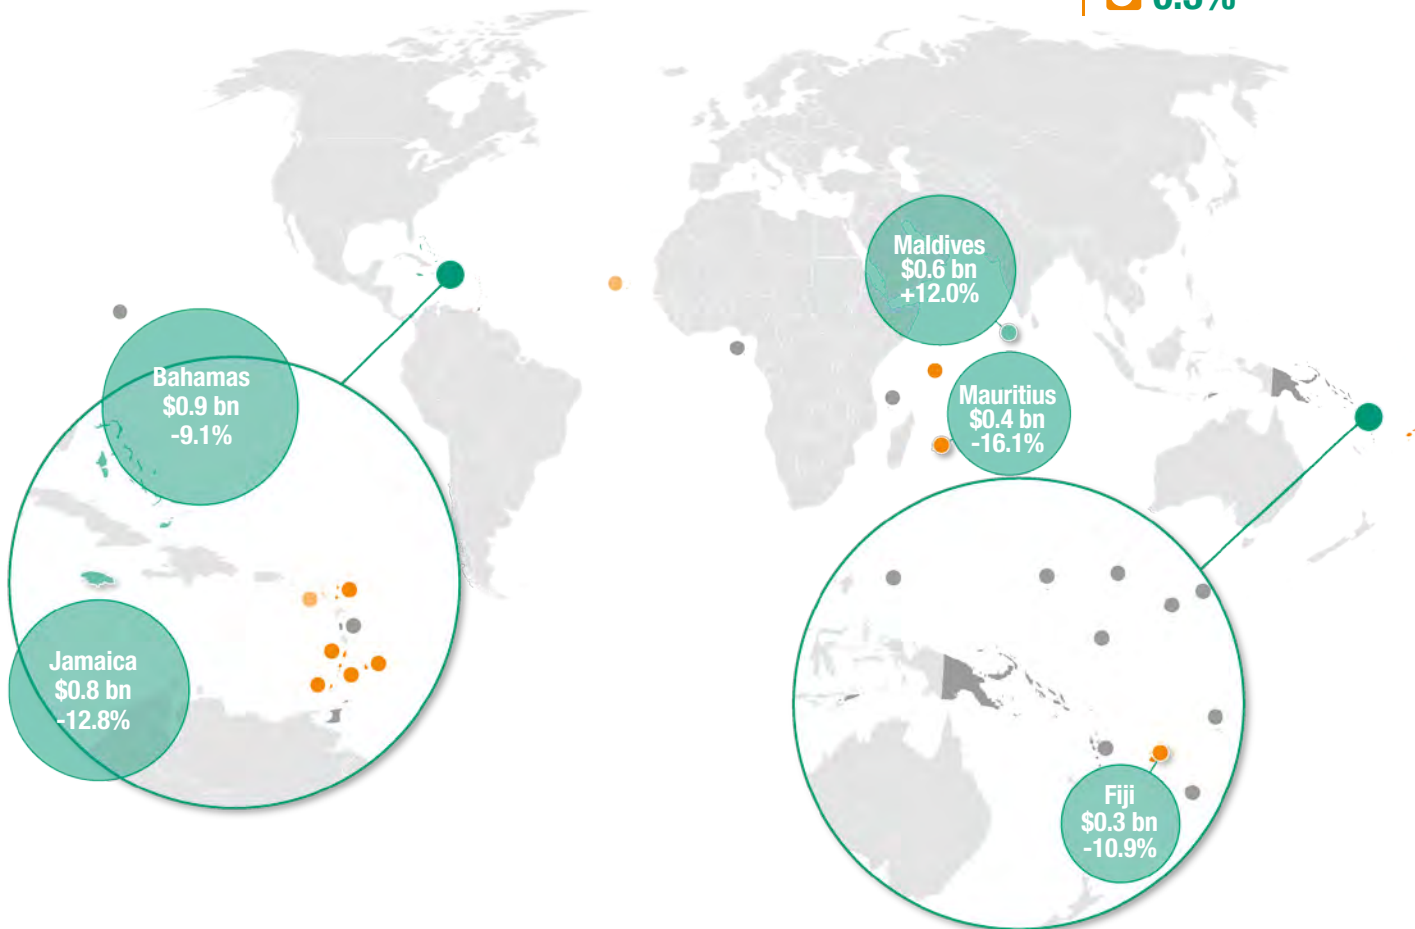 Maldives
$0.6 bn
+12.0%
Bahamas
$0.9 bn
-9.1%
Mauritius
$0.4 bn
-16.1%
Jamaica
$0.8 bn
-12.8%
Fiji
$0.3 bn
-10.9%